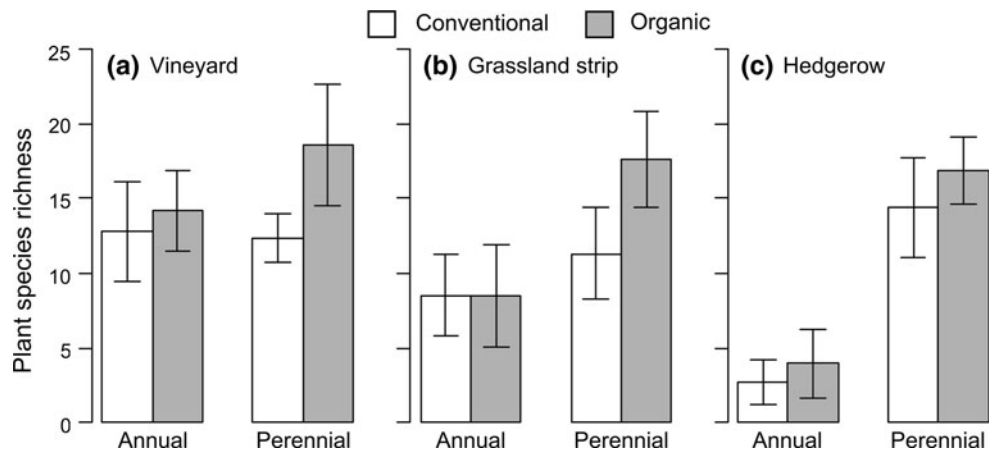 Conventional Organic
(a) Vineyard
(b) Grassland strip
(c) Hedgerow
Plant species richness
25
20
15
10
5
0
Annual Perennial
Annual Perennial
Annual Perennial